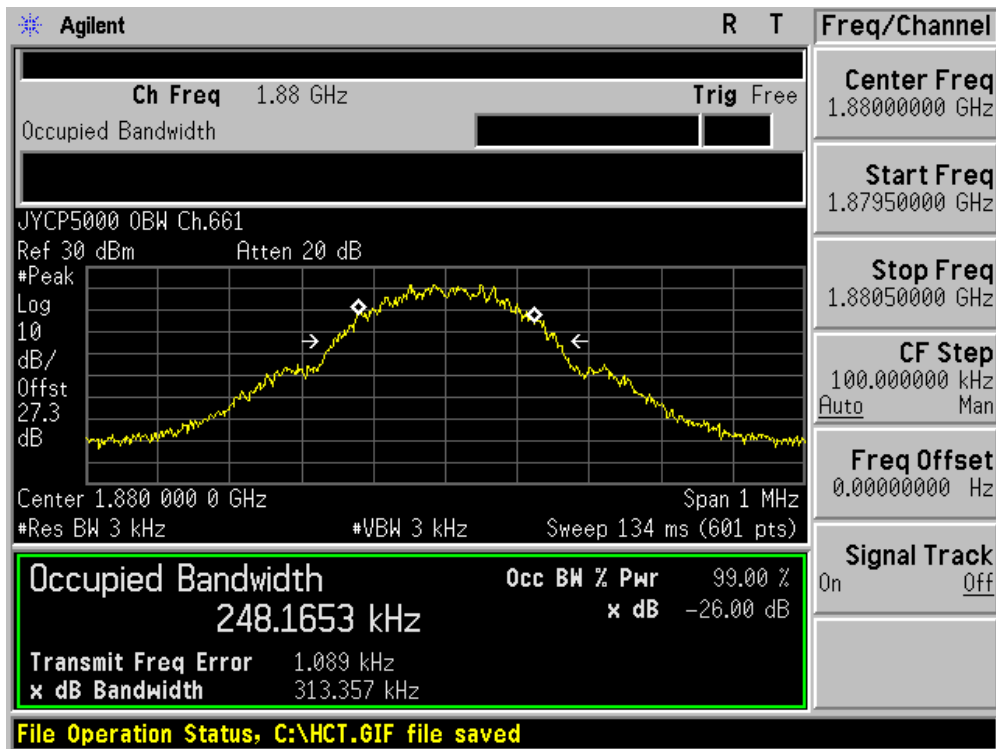 Agilent R T Freq/Channel
Ch Freq 1.88 GHz Trig Free
Occupied Bandwidth
Center Freq
1.88000000 GHz
Start Freq
1.87950000 GHz
Stop Freq
1.88050000 GHz
CF Step
100.000000 kHz
Auto Man
Freq Offset
0.00000000 Hz
Signal Track
On Off
JYCP5000 OBW Ch.661
Ref 30 dBm Atten 20 dB
#Peak
Log
10
dB/
Offst
27.3
dB
Center 1.880 000 0 GHz Span 1 MHz
#Res BW 3 kHz #VBW 3 kHz Sweep 134 ms (601 pts)
Occupied Bandwidth
248.1653 kHz
Occ BW % Pwr 99.00 %
x dB -26.00 dB
Transmit Freq Error 1.089 kHz
x dB Bandwidth 313.357 kHz
File Operation Status, C:\HCT.GIF file saved